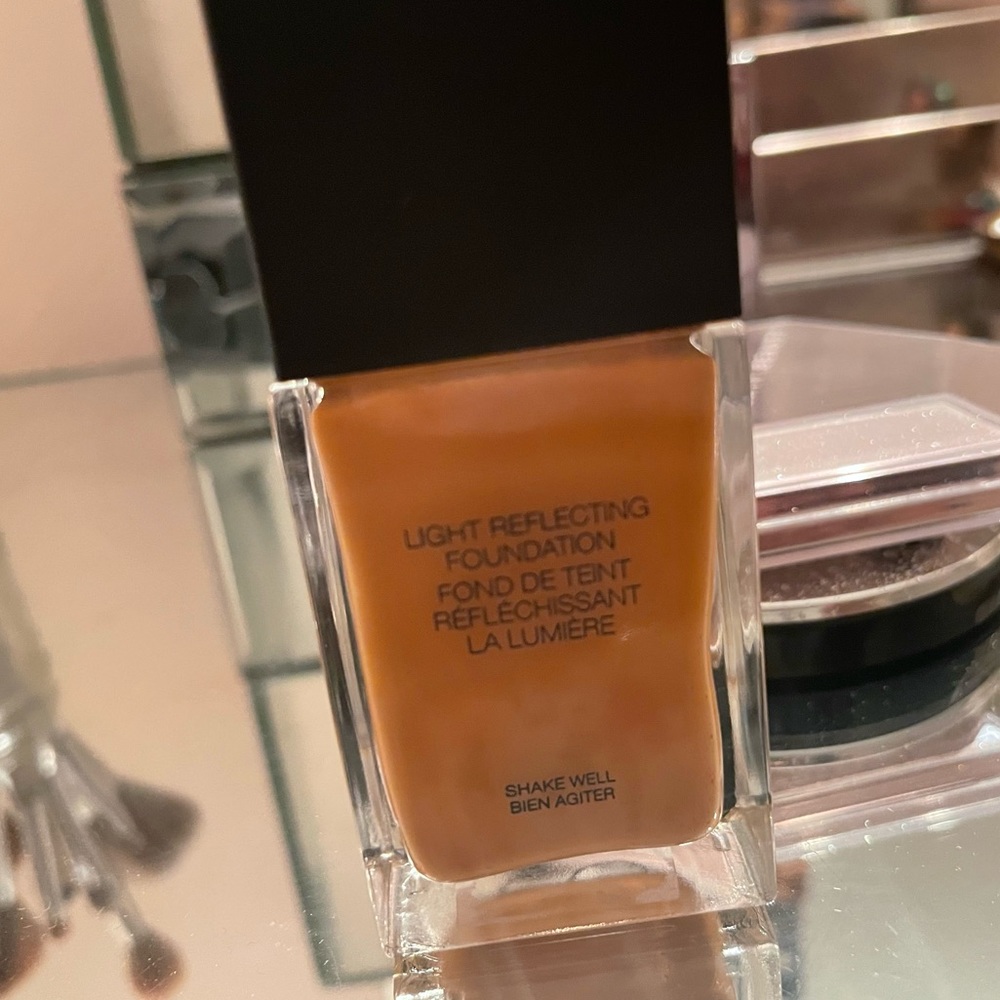 LIGHT REFLECTING
FOUNDATION
FOND DE TEINT
RÉFLÉCHISSANT
LA LUMIÈRE
SHAKE WELL
BIEN AGITER